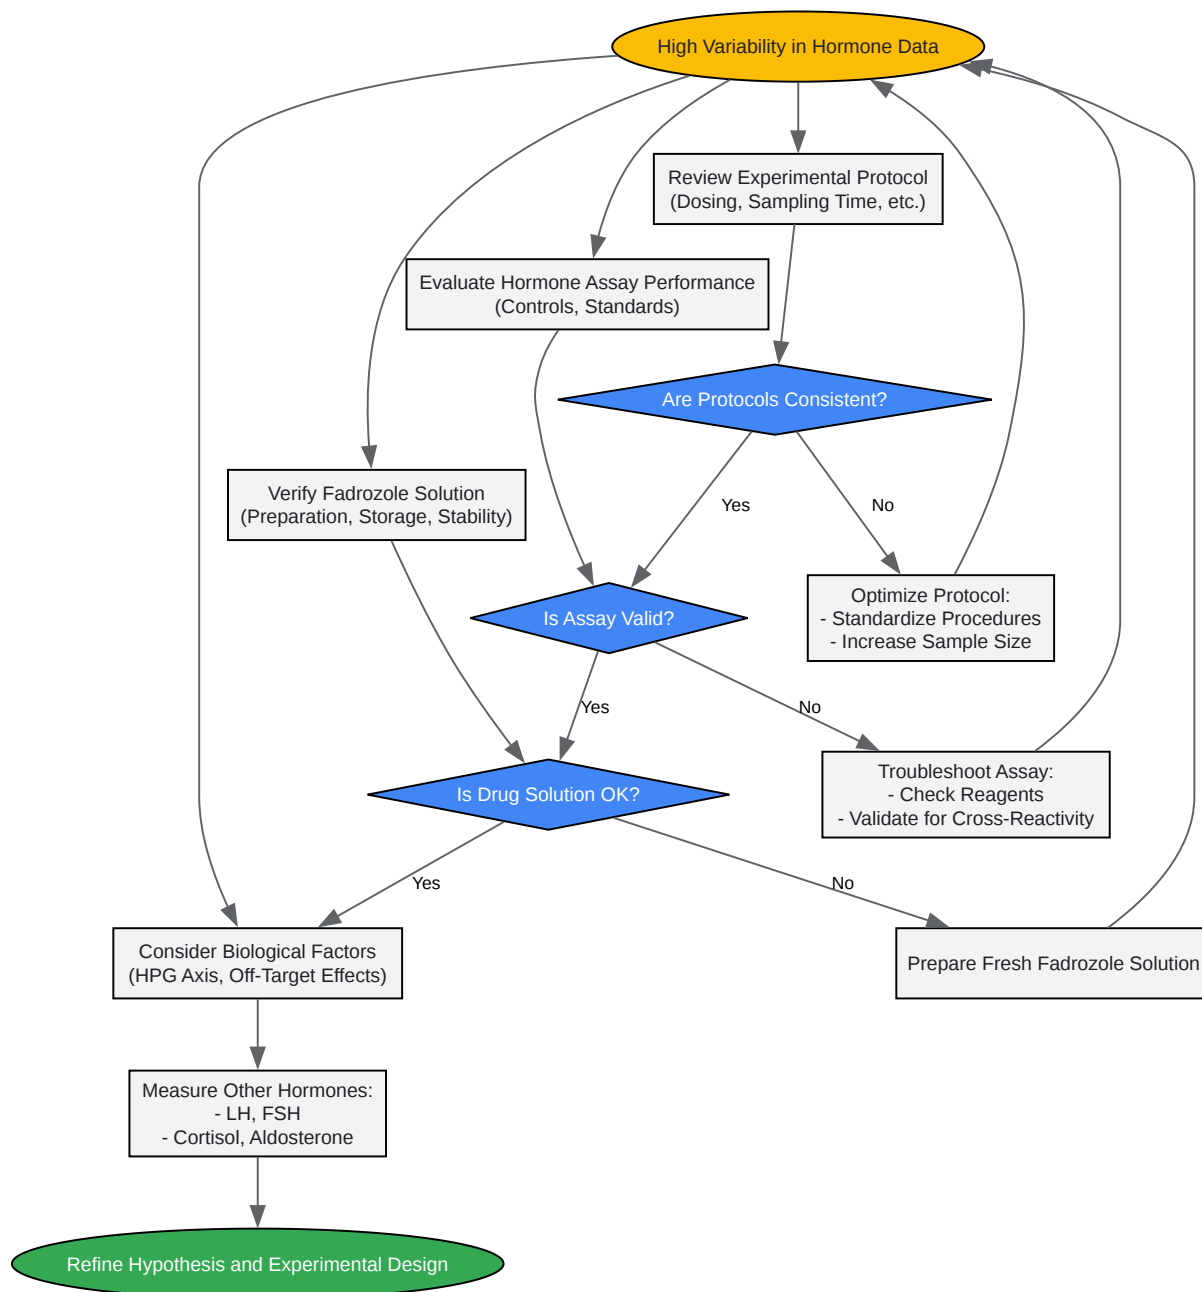 High Variability in Hormone Data
Review Experimental Protocol
(Dosing, Sampling Time, etc.)
Evaluate Hormone Assay Performance
(Controls, Standards)
Are Protocols Consistent?
Verify Fadrozole Solution
(Preparation, Storage, Stability)
Yes
No
Optimize Protocol:
- Standardize Procedures
- Increase Sample Size
Is Assay Valid?
Yes
No
Troubleshoot Assay:
- Check Reagents
- Validate for Cross-Reactivity
Is Drug Solution OK?
Yes
No
Consider Biological Factors
(HPG Axis, Off-Target Effects)
Prepare Fresh Fadrozole Solution
Measure Other Hormones:
- LH, FSH
- Cortisol, Aldosterone
Refine Hypothesis and Experimental Design